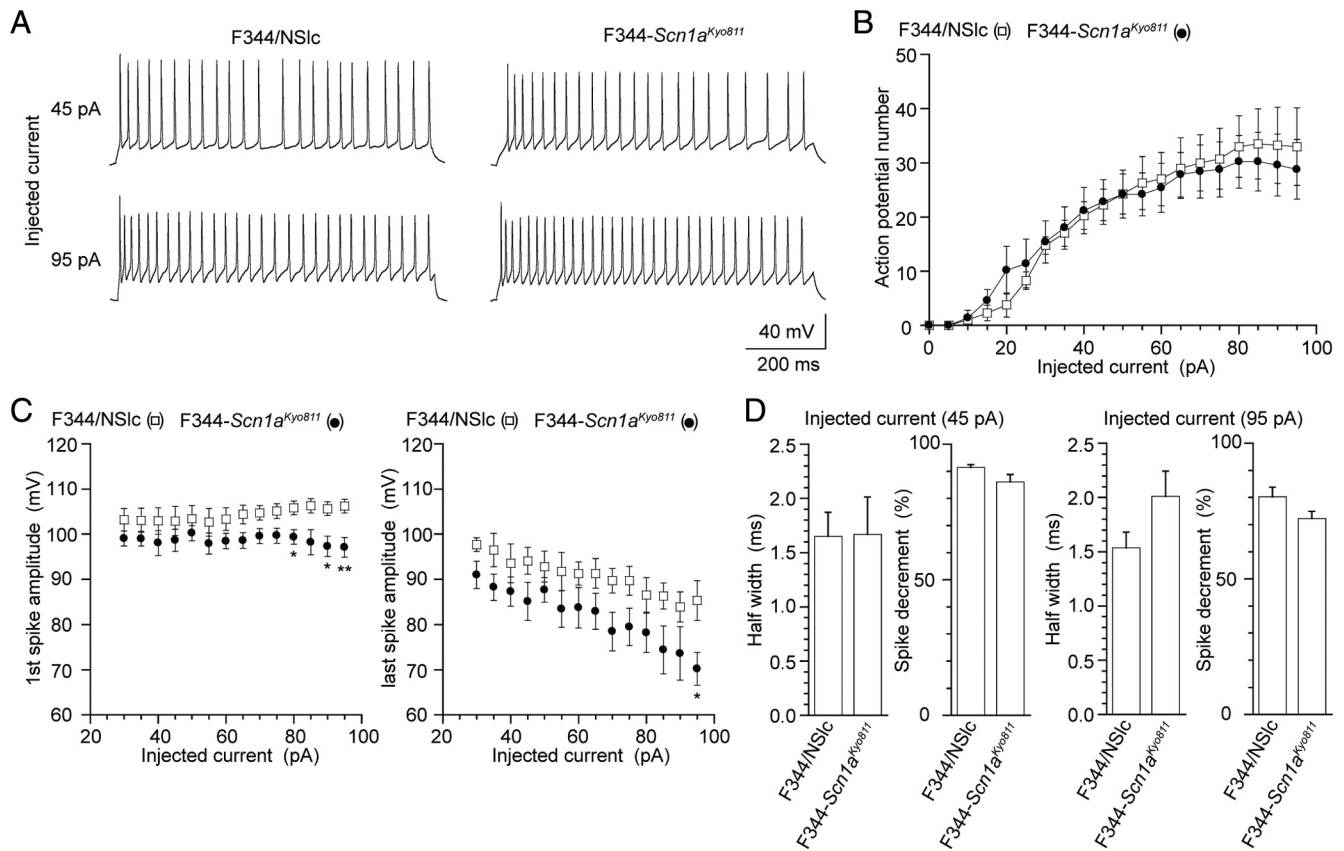 A
F344/NSlc
F344-Scn1aKyo811
Injected current
45 pA
95 pA
40 mV
200 ms
B
F344/NSlc (□) F344-Scn1aKyo811 (●)
Action potential number
50
40
30
20
10
0
0 20 40 60 80 100
Injected current (pA)
C
F344/NSlc (□) F344-Scn1aKyo811 (●)
1st spike amplitude (mV)
120
110
100
90
80
70
60
* * **
20 40 60 80 100
Injected current (pA)
F344/NSlc (□) F344-Scn1aKyo811 (●)
last spike amplitude (mV)
120
110
100
90
80
70
60
*
20 40 60 80 100
Injected current (pA)
D
Injected current (45 pA)
Half width (ms)
2.5
2.0
1.5
1.0
0.5
0.0
F344/NSlc
F344-Scn1aKyo811
Spike decrement (%)
100
50
0
F344/NSlc
F344-Scn1aKyo811
Injected current (95 pA)
Half width (ms)
2.5
2.0
1.5
1.0
0.5
0.0
F344/NSlc
F344-Scn1aKyo811
Spike decrement (%)
100
50
0
F344/NSlc
F344-Scn1aKyo811